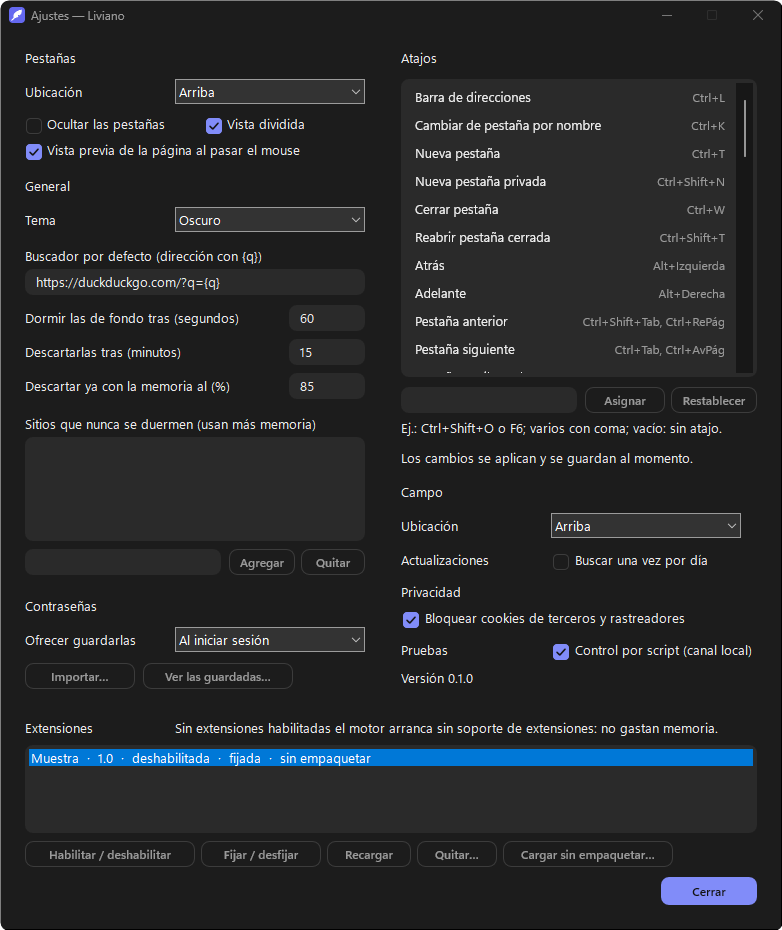 Ajustes — Liviano
Pestañas
Ubicación
Arriba
Ocultar las pestañas
Vista dividida
Vista previa de la página al pasar el mouse
General
Tema
Oscuro
Buscador por defecto (dirección con {q})
https://duckduckgo.com/?q={q}
Dormir las de fondo tras (segundos)
60
Descartarlas tras (minutos)
15
Descartar ya con la memoria al (%)
85
Sitios que nunca se duermen (usan más memoria)
Agregar
Quitar
Contraseñas
Ofrecer guardarlas
Al iniciar sesión
Importar...
Ver las guardadas...
Atajos
Barra de direcciones Ctrl+L
Cambiar de pestaña por nombre Ctrl+K
Nueva pestaña Ctrl+T
Nueva pestaña privada Ctrl+Shift+N
Cerrar pestaña Ctrl+W
Reabrir pestaña cerrada Ctrl+Shift+T
Atrás Alt+Izquierda
Adelante Alt+Derecha
Pestaña anterior Ctrl+Shift+Tab, Ctrl+RePág
Pestaña siguiente Ctrl+Tab, Ctrl+AvPág
Asignar
Restablecer
Ej.: Ctrl+Shift+O o F6; varios con coma; vacío: sin atajo.
Los cambios se aplican y se guardan al momento.
Campo
Ubicación
Arriba
Actualizaciones
Buscar una vez por día
Privacidad
Bloquear cookies de terceros y rastreadores
Pruebas
Control por script (canal local)
Versión 0.1.0
Extensiones
Sin extensiones habilitadas el motor arranca sin soporte de extensiones: no gastan memoria.
Muestra · 1.0 · deshabilitada · fijada · sin empaquetar
Habilitar / deshabilitar
Fijar / desfijar
Recargar
Quitar...
Cargar sin empaquetar...
Cerrar